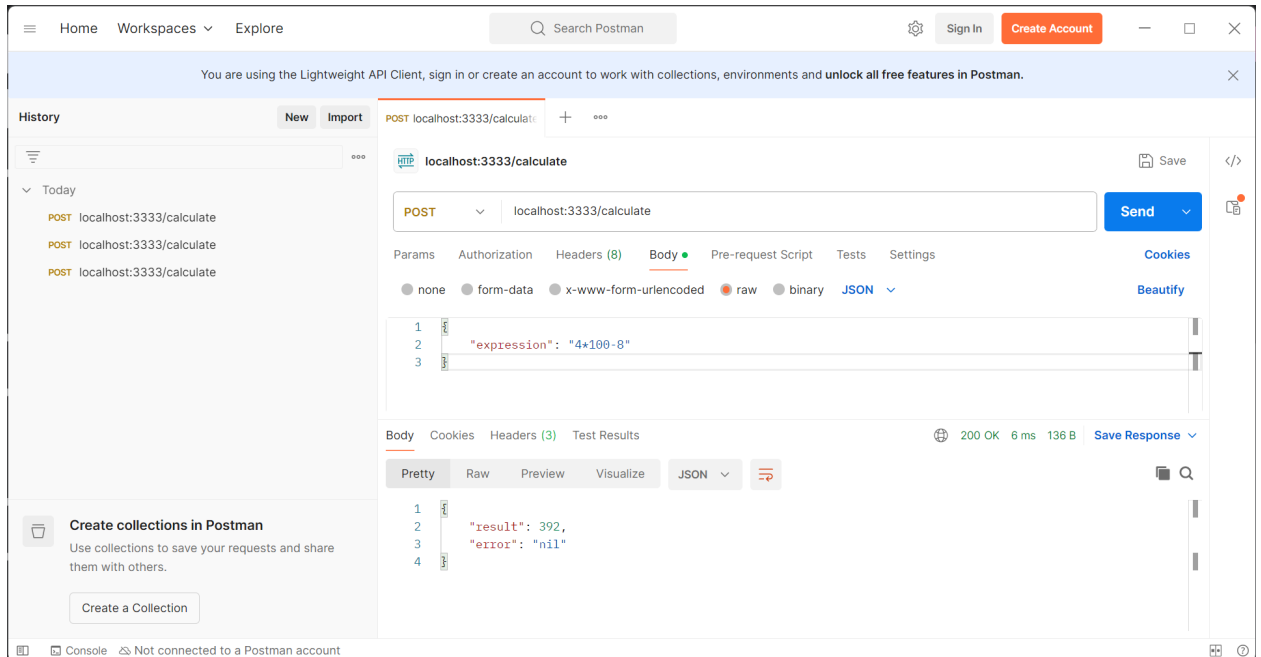 Home Workspaces Explore Search Postman Sign In Create Account
You are using the Lightweight API Client, sign in or create an account to work with collections, environments and unlock all free features in Postman.
History New Import
Today
POST localhost:3333/calculate
POST localhost:3333/calculate
POST localhost:3333/calculate
Create collections in Postman
Use collections to save your requests and share
them with others.
Create a Collection
POST localhost:3333/calculate
HTTP localhost:3333/calculate Save </>
POST localhost:3333/calculate Send
Params Authorization Headers (8) Body Pre-request Script Tests Settings Cookies
none form-data x-www-form-urlencoded raw binary JSON Beautify
1 {
2 "expression": "4*100-8"
3 }
Body Cookies Headers (3) Test Results 200 OK 6 ms 136 B Save Response
Pretty Raw Preview Visualize JSON
1 {
2 "result": 392,
3 "error": "nil"
4 }
Console Not connected to a Postman account